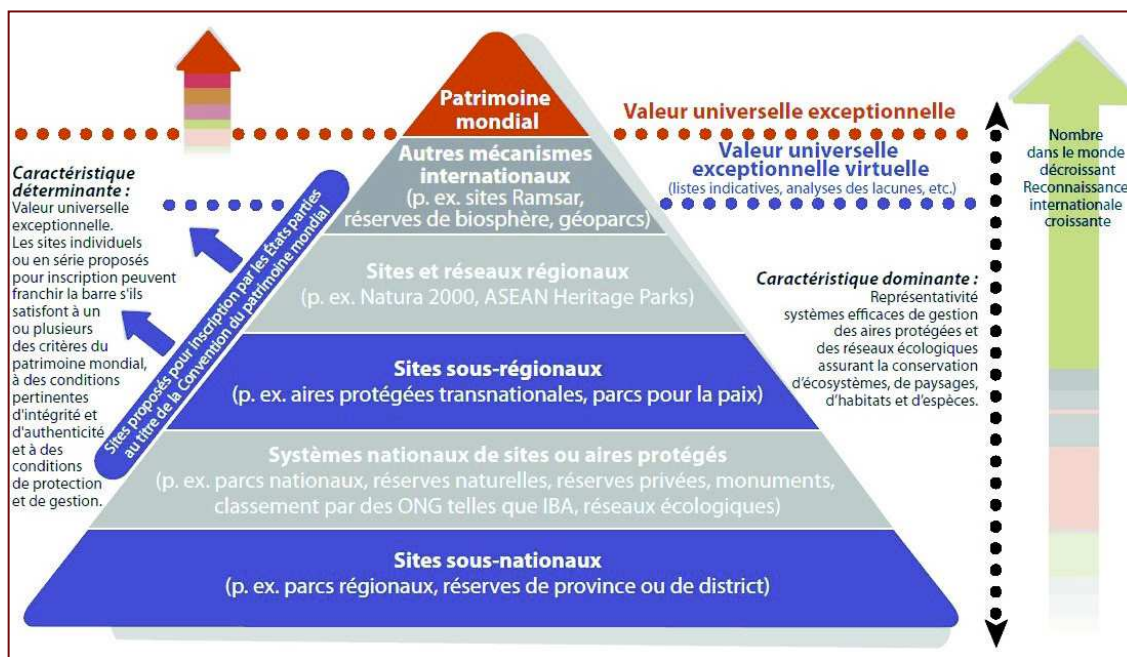 Patrimoine
mondial
Valeur universelle exceptionnelle
Autres mécanismes
internationaux
(p. ex. sites Ramsar,
réserves de biosphère, géoparcs)
Valeur universelle
exceptionnelle virtuelle
(listes indicatives, analyses des lacunes, etc.)
Sites et réseaux régionaux
(p. ex. Natura 2000, ASEAN Heritage Parks)
Sites sous-régionaux
(p. ex. aires protégées transnationales, parcs pour la paix)
Systèmes nationaux de sites ou aires protégés
(p. ex. parcs nationaux, réserves naturelles, réserves privées, monuments,
classement par des ONG telles que IBA, réseaux écologiques)
Sites sous-nationaux
(p. ex. parcs régionaux, réserves de province ou de district)
Caractéristique
déterminante :
Valeur universelle
exceptionnelle.
Les sites individuels
ou en série proposés
pour inscription peuvent
franchir la barre s'ils
satisfont à un
ou plusieurs
des critères du
patrimoine mondial,
à des conditions
pertinentes
d'intégrité et
d'authenticité
et à des
conditions
de protection
et de gestion.
Sites proposés pour inscription par les États parties
au titre de la Convention du patrimoine mondial
Caractéristique dominante :
Représentativité
systèmes efficaces de gestion
des aires protégées et
des réseaux écologiques
assurant la conservation
d'écosystèmes, de paysages,
d'habitats et d'espèces.
Nombre
dans le monde
décroissant
Reconnaissance
internationale
croissante